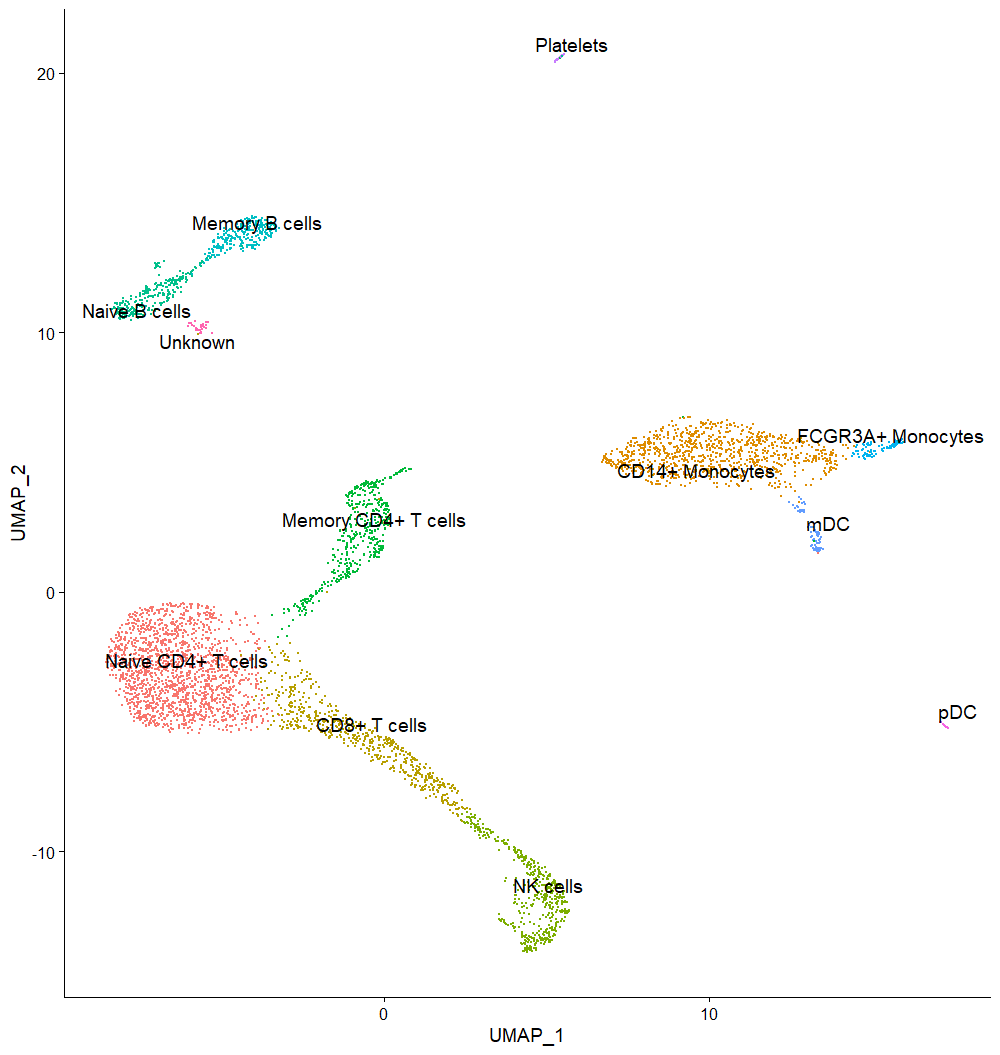 Platelets
20
Memory B cells
Naive B cells
10
Unknown
FCGR3A+ Monocytes
CD14+ Monocytes
UMAP_2
Memory CD4+ T cells
mDC
0
Naive CD4+ T cells
pDC
CD8+ T cells
-10
NK cells
0
10
UMAP_1